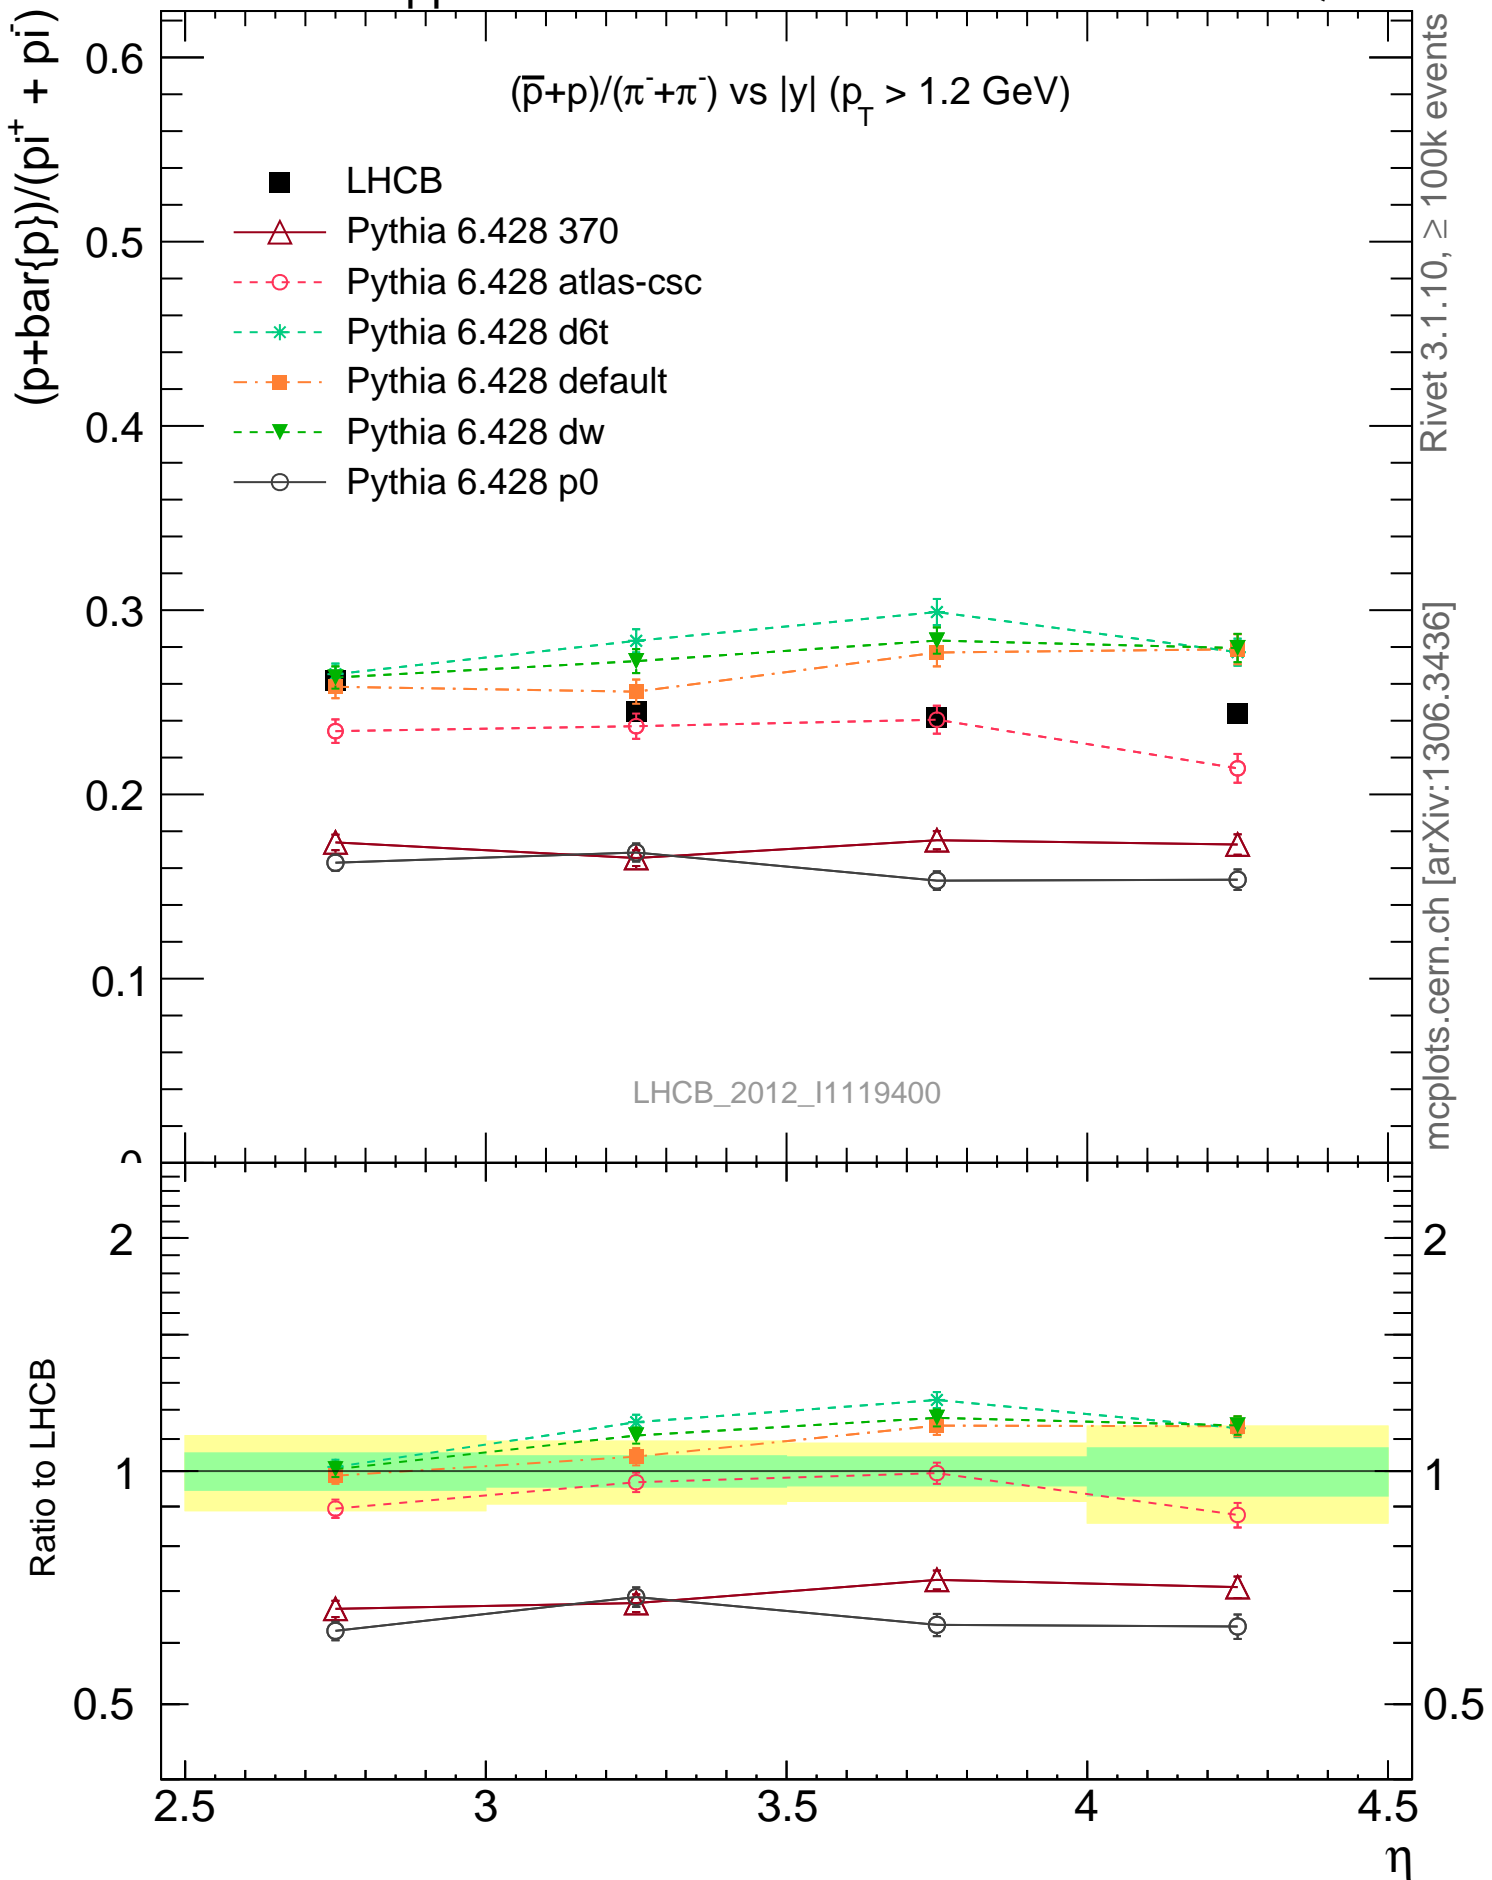 (p̅+p)/(π⁻+π⁻) vs |y| (p_T > 1.2 GeV)
(p+bar{p})/(pi⁺ + pi⁻)
LHCB
Pythia 6.428 370
Pythia 6.428 atlas-csc
Pythia 6.428 d6t
Pythia 6.428 default
Pythia 6.428 dw
Pythia 6.428 p0
0.6
0.5
0.4
0.3
0.2
0.1
0
LHCB_2012_I1119400
Rivet 3.1.10, ≥ 100k events
mcplots.cern.ch [arXiv:1306.3436]
Ratio to LHCB
2
1
0.5
2
1
0.5
2.5 3 3.5 4 4.5
η